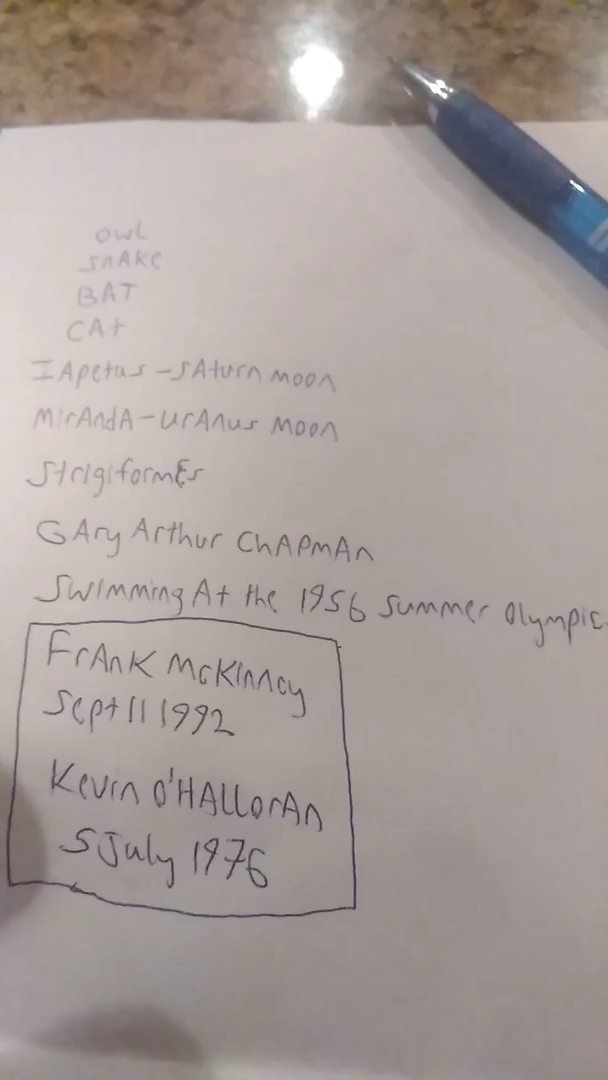 owL
SnAKe
BAT
CAt
IApetus - SAturn moon
MirAndA - UrAnus Moon
StrigiformEs
GAry Arthur ChAPmAn
Swimming At the 1956 Summer Olympic
FrAnK McKinney
Sept 11 1992
Kevin O'HALLorAn
5 July 1976